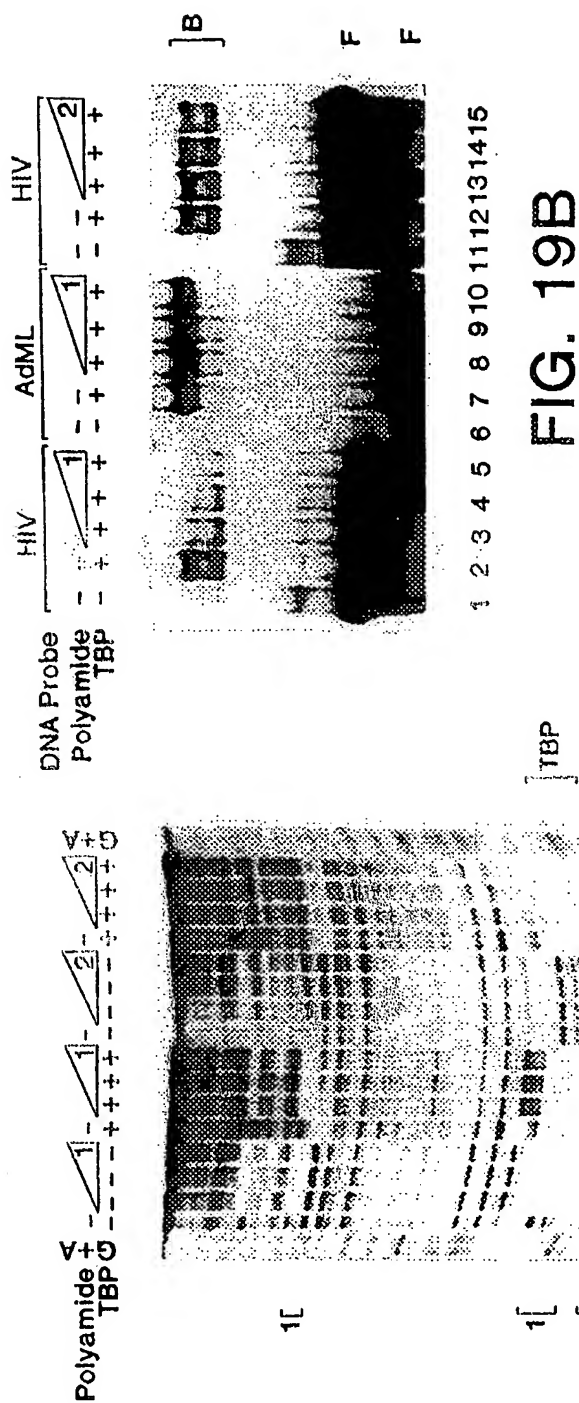 Polyamide - 1 - 1 - 2 - 2
TBP G+A - - - - + + + + - - - - + + + + G+A
1[
1[
]TBP
HIV AdML HIV
DNA Probe
Polyamide - - 1 - - 1 - - 2
TBP - + + + + - + + + + - + + + +
]B
F
F
1 2 3 4 5 6 7 8 9 10 11 12 13 14 15
FIG. 19B